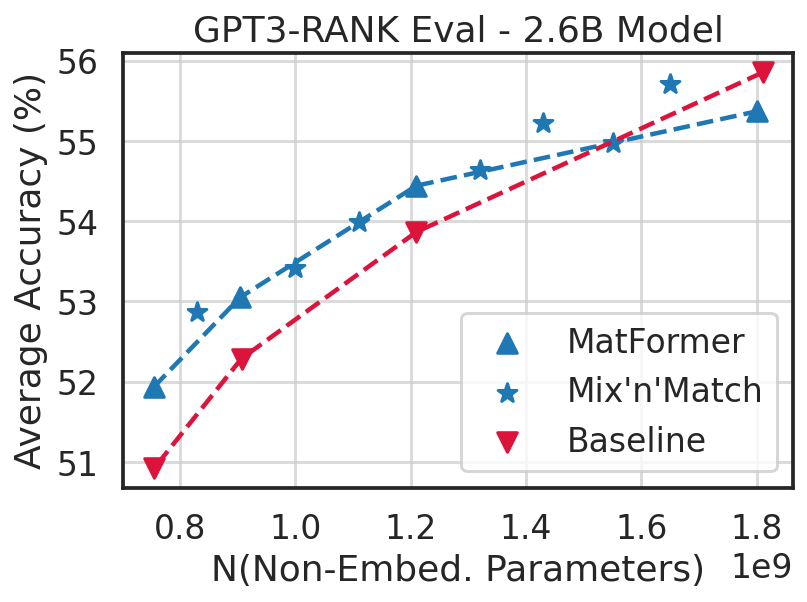 GPT3-RANK Eval - 2.6B Model
Average Accuracy (%)
56
55
54
53
52
51
MatFormer
Mix'n'Match
Baseline
0.8 1.0 1.2 1.4 1.6 1.8
1e9
N(Non-Embed. Parameters)